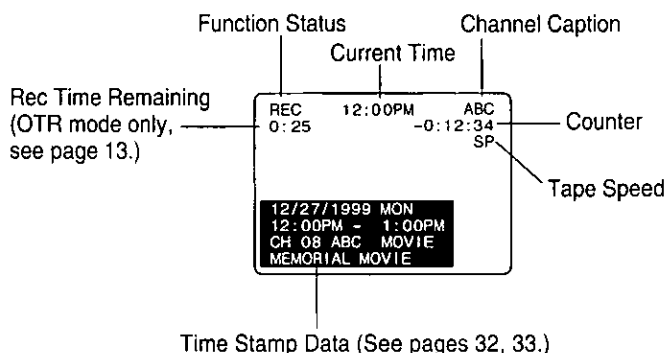 Function Status
Channel Caption
Current Time
Rec Time Remaining
(OTR mode only,
see page 13.)
REC 12:00PM ABC
0:25 -0:12:34
SP
Counter
Tape Speed
12/27/1999 MON
12:00PM - 1:00PM
CH 08 ABC MOVIE
MEMORIAL MOVIE
Time Stamp Data (See pages 32, 33.)